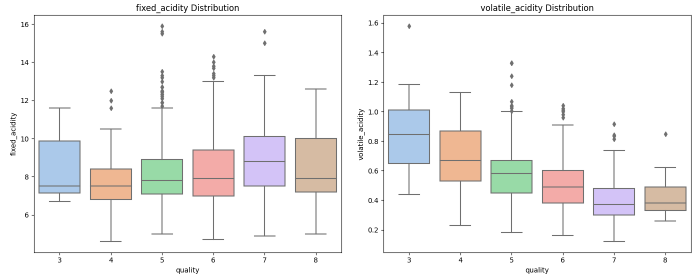 fixed_acidity Distribution
16
14
12
10
8
6
fixed_acidity
3 4 5 6 7 8
quality
volatile_acidity Distribution
1.6
1.4
1.2
1.0
0.8
0.6
0.4
0.2
volatile_acidity
3 4 5 6 7 8
quality